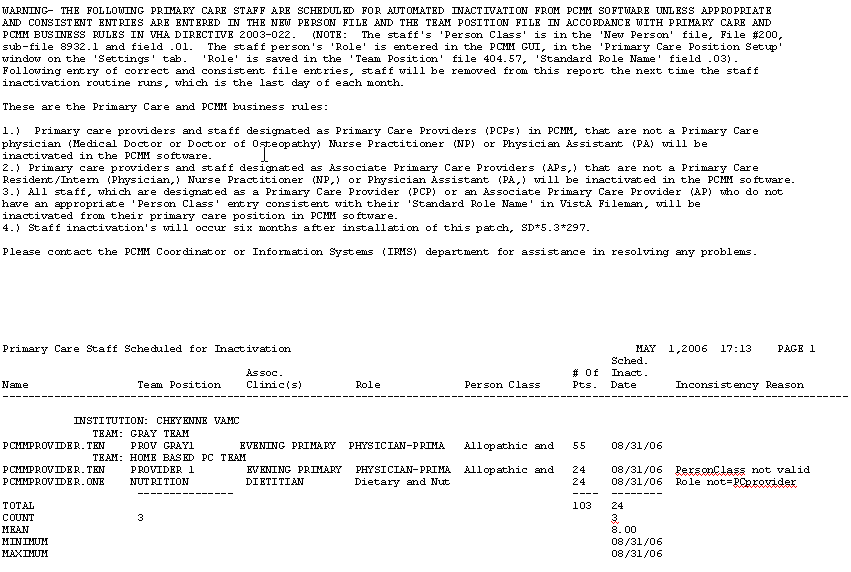 WARNING- THE FOLLOWING PRIMARY CARE STAFF ARE SCHEDULED FOR AUTOMATED INACTIVATION FROM PCMM SOFTWARE UNLESS APPROPRIATE
AND CONSISTENT ENTRIES ARE ENTERED IN THE NEW PERSON FILE AND THE TEAM POSITION FILE IN ACCORDANCE WITH PRIMARY CARE AND
PCMM BUSINESS RULES IN VHA DIRECTIVE 2003-022.  (NOTE:  The staff's 'Person Class' is in the 'New Person' file, File #200,
sub-file 8932.1 and field .01.  The staff person's 'Role' is entered in the PCMM GUI, in the 'Primary Care Position Setup'
window on the 'Settings' tab.  'Role' is saved in the 'Team Position' file 404.57, 'Standard Role Name' field .03).
Following entry of correct and consistent file entries, staff will be removed from this report the next time the staff
inactivation routine runs, which is the last day of each month.
These are the Primary Care and PCMM business rules:
1.)  Primary care providers and staff designated as Primary Care Providers (PCPs) in PCMM, that are not a Primary Care
physician (Medical Doctor or Doctor of Osteopathy) Nurse Practitioner (NP) or Physician Assistant (PA) will be
inactivated in the PCMM software.
2.) Primary care providers and staff designated as Associate Primary Care Providers (APs,) that are not a Primary Care
Resident/Intern (Physician,) Nurse Practitioner (NP,) or Physician Assistant (PA,) will be inactivated in the PCMM software.
3.) All staff, which are designated as a Primary Care Provider (PCP) or an Associate Primary Care Provider (AP) who do not
have an appropriate 'Person Class' entry consistent with their 'Standard Role Name' in VistA Fileman, will be
inactivated from their primary care position in PCMM software.
4.) Staff inactivation's will occur six months after installation of this patch, SD*5.3*297.
Please contact the PCMM Coordinator or Information Systems (IRMS) department for assistance in resolving any problems.
Primary Care Staff Scheduled for Inactivation MAY  1,2006  17:13 PAGE 1
Sched.
Assoc. # Of Inact.
Name Team Position Clinic(s) Role Person Class Pts. Date Inconsistency Reason
INSTITUTION: CHEYENNE VAMC
TEAM: GRAY TEAM
PCMMPROVIDER.TEN PROV GRAY1 EVENING PRIMARY PHYSICIAN-PRIMA Allopathic and 55 08/31/06
TEAM: HOME BASED PC TEAM
PCMMPROVIDER.TEN PROVIDER 1 EVENING PRIMARY PHYSICIAN-PRIMA Allopathic and 24 08/31/06 PersonClass not valid
PCMMPROVIDER.ONE NUTRITION DIETITIAN Dietary and Nut 24 08/31/06 Role not=PCprovider
--------------- ---- --------
TOTAL 103 24
COUNT 3 3
MEAN 8.00
MINIMUM 08/31/06
MAXIMUM 08/31/06